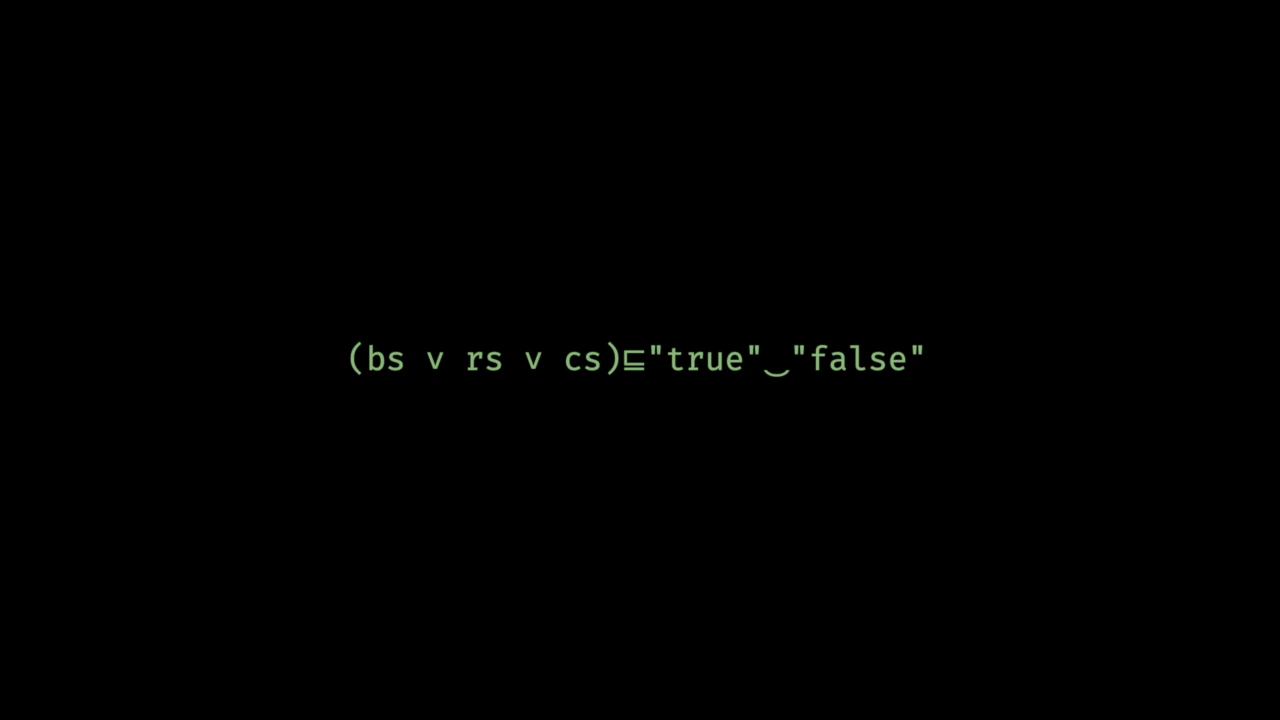 (bs ∨ rs ∨ cs)⊑"true"‿"false"